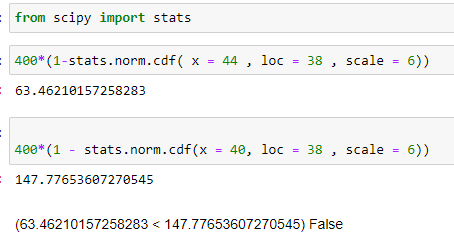 from scipy import stats
400*(1-stats.norm.cdf( x = 44 , loc = 38 , scale = 6))
63.46210157258283
400*(1 - stats.norm.cdf(x = 40, loc = 38 , scale = 6))
147.77653607270545
(63.46210157258283 < 147.77653607270545) False